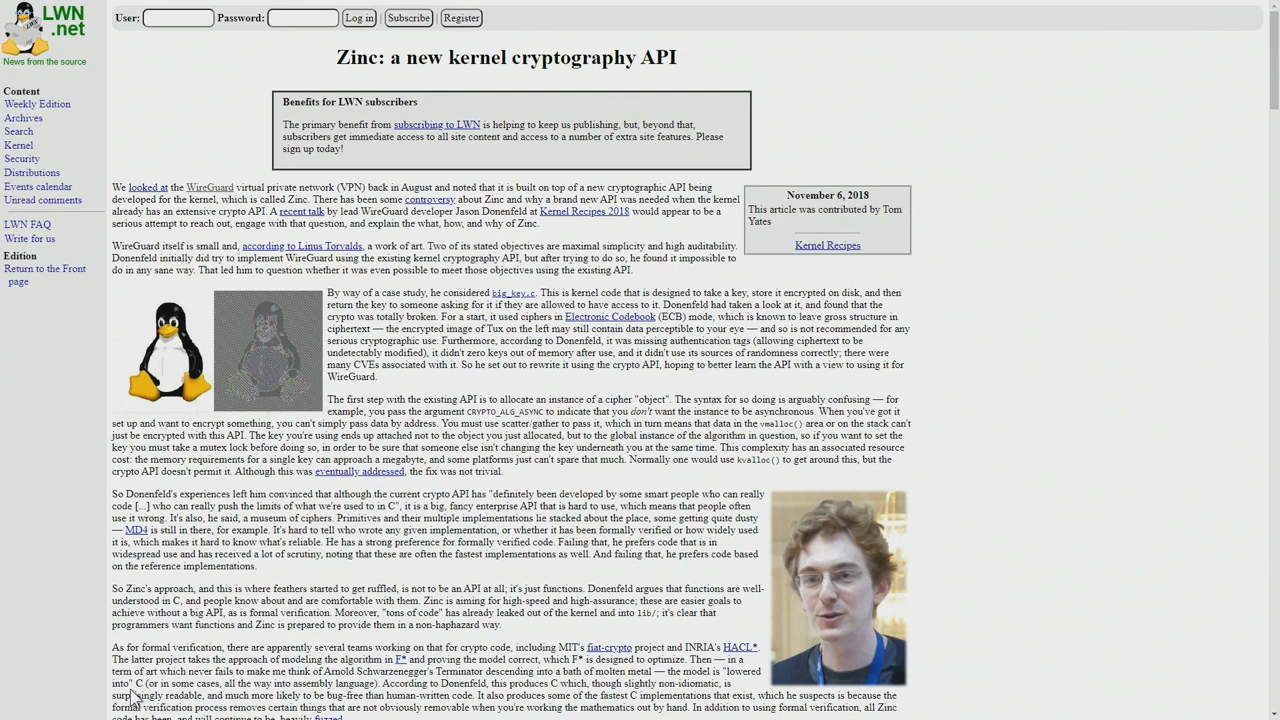 LWN
.net
News from the source
User: Password: Log in | Subscribe | Register
Content
Weekly Edition
Archives
Search
Kernel
Security
Distributions
Events calendar
Unread comments
LWN FAQ
Write for us
Edition
Return to the Front
page
Zinc: a new kernel cryptography API
Benefits for LWN subscribers
The primary benefit from subscribing to LWN is helping to keep us publishing, but, beyond that,
subscribers get immediate access to all site content and access to a number of extra site features. Please
sign up today!
November 6, 2018
This article was contributed by Tom
Yates
Kernel Recipes
We looked at the WireGuard virtual private network (VPN) back in August and noted that it is built on top of a new cryptographic API being
developed for the kernel, which is called Zinc. There has been some controversy about Zinc and why a brand new API was needed when the kernel
already has an extensive crypto API. A recent talk by lead WireGuard developer Jason Donenfeld at Kernel Recipes 2018 would appear to be a
serious attempt to reach out, engage with that question, and explain the what, how, and why of Zinc.
WireGuard itself is small and, according to Linus Torvalds, a work of art. Two of its stated objectives are maximal simplicity and high auditability.
Donenfeld initially did try to implement WireGuard using the existing kernel cryptography API, but after trying to do so, he found it impossible to
do in any sane way. That led him to question whether it was even possible to meet those objectives using the existing API.
By way of a case study, he considered big_key.c. This is kernel code that is designed to take a key, store it encrypted on disk, and then
return the key to someone asking for it if they are allowed to have access to it. Donenfeld had taken a look at it, and found that the
crypto was totally broken. For a start, it used ciphers in Electronic Codebook (ECB) mode, which is known to leave gross structure in
ciphertext — the encrypted image of Tux on the left may still contain data perceptible to your eye — and so is not recommended for any
serious cryptographic use. Furthermore, according to Donenfeld, it was missing authentication tags (allowing ciphertext to be
undetectably modified), it didn't zero keys out of memory after use, and it didn't use its sources of randomness correctly; there were
many CVEs associated with it. So he set out to rewrite it using the crypto API, hoping to better learn the API with a view to using it for
WireGuard.
The first step with the existing API is to allocate an instance of a cipher "object". The syntax for so doing is arguably confusing — for
example, you pass the argument CRYPTO_ALG_ASYNC to indicate that you don't want the instance to be asynchronous. When you've got it
set up and want to encrypt something, you can't simply pass data by address. You must use scatter/gather to pass it, which in turn means that data in the vmalloc() area or on the stack can't
just be encrypted with this API. The key you're using ends up attached not to the object you just allocated, but to the global instance of the algorithm in question, so if you want to set the
key you must take a mutex lock before doing so, in order to be sure that someone else isn't changing the key underneath you at the same time. This complexity has an associated resource
cost: the memory requirements for a single key can approach a megabyte, and some platforms just can't spare that much. Normally one would use kvalloc() to get around this, but the
crypto API doesn't permit it. Although this was eventually addressed, the fix was not trivial.
So Donenfeld's experiences left him convinced that although the current crypto API has "definitely been developed by some smart people who can really
code [...] who can really push the limits of what we're used to in C", it is a big, fancy enterprise API that is hard to use, which means that people often
use it wrong. It's also, he said, a museum of ciphers. Primitives and their multiple implementations lie stacked about the place, some getting quite dusty
— MD4 is still in there, for example. It's hard to tell who wrote any given implementation, or whether it has been formally verified or how widely used
it is, which makes it hard to know what's reliable. He has a strong preference for formally verified code. Failing that, he prefers code that is in
widespread use and has received a lot of scrutiny, noting that these are often the fastest implementations as well. And failing that, he prefers code based
on the reference implementations.
So Zinc's approach, and this is where feathers started to get ruffled, is not to be an API at all; it's just functions. Donenfeld argues that functions are well-
understood in C, and people know about and are comfortable with them. Zinc is aiming for high-speed and high-assurance; these are easier goals to
achieve without a big API, as is formal verification. Moreover, "tons of code" has already leaked out of the kernel and into lib/; it's clear that
programmers want functions and Zinc is prepared to provide them in a non-haphazard way.
As for formal verification, there are apparently several teams working on that for crypto code, including MIT's fiat-crypto project and INRIA's HACL*.
The latter project takes the approach of modeling the algorithm in F* and proving the model correct, which F* is designed to optimize. Then — in a
term of art which never fails to make me think of Arnold Schwarzenegger's Terminator descending into a bath of molten metal — the model is "lowered
into" C (or in some cases, all the way into assembly language). According to Donenfeld, this produces C which, though slightly non-idiomatic, is
surprisingly readable, and much more likely to be bug-free than human-written code. It also produces some of the fastest C implementations that exist, which he suspects is because the
formal verification process removes certain things that are not obviously removable when you're working the mathematics out by hand. In addition to using formal verification, all Zinc
code has been, and will continue to be, heavily fuzzed.